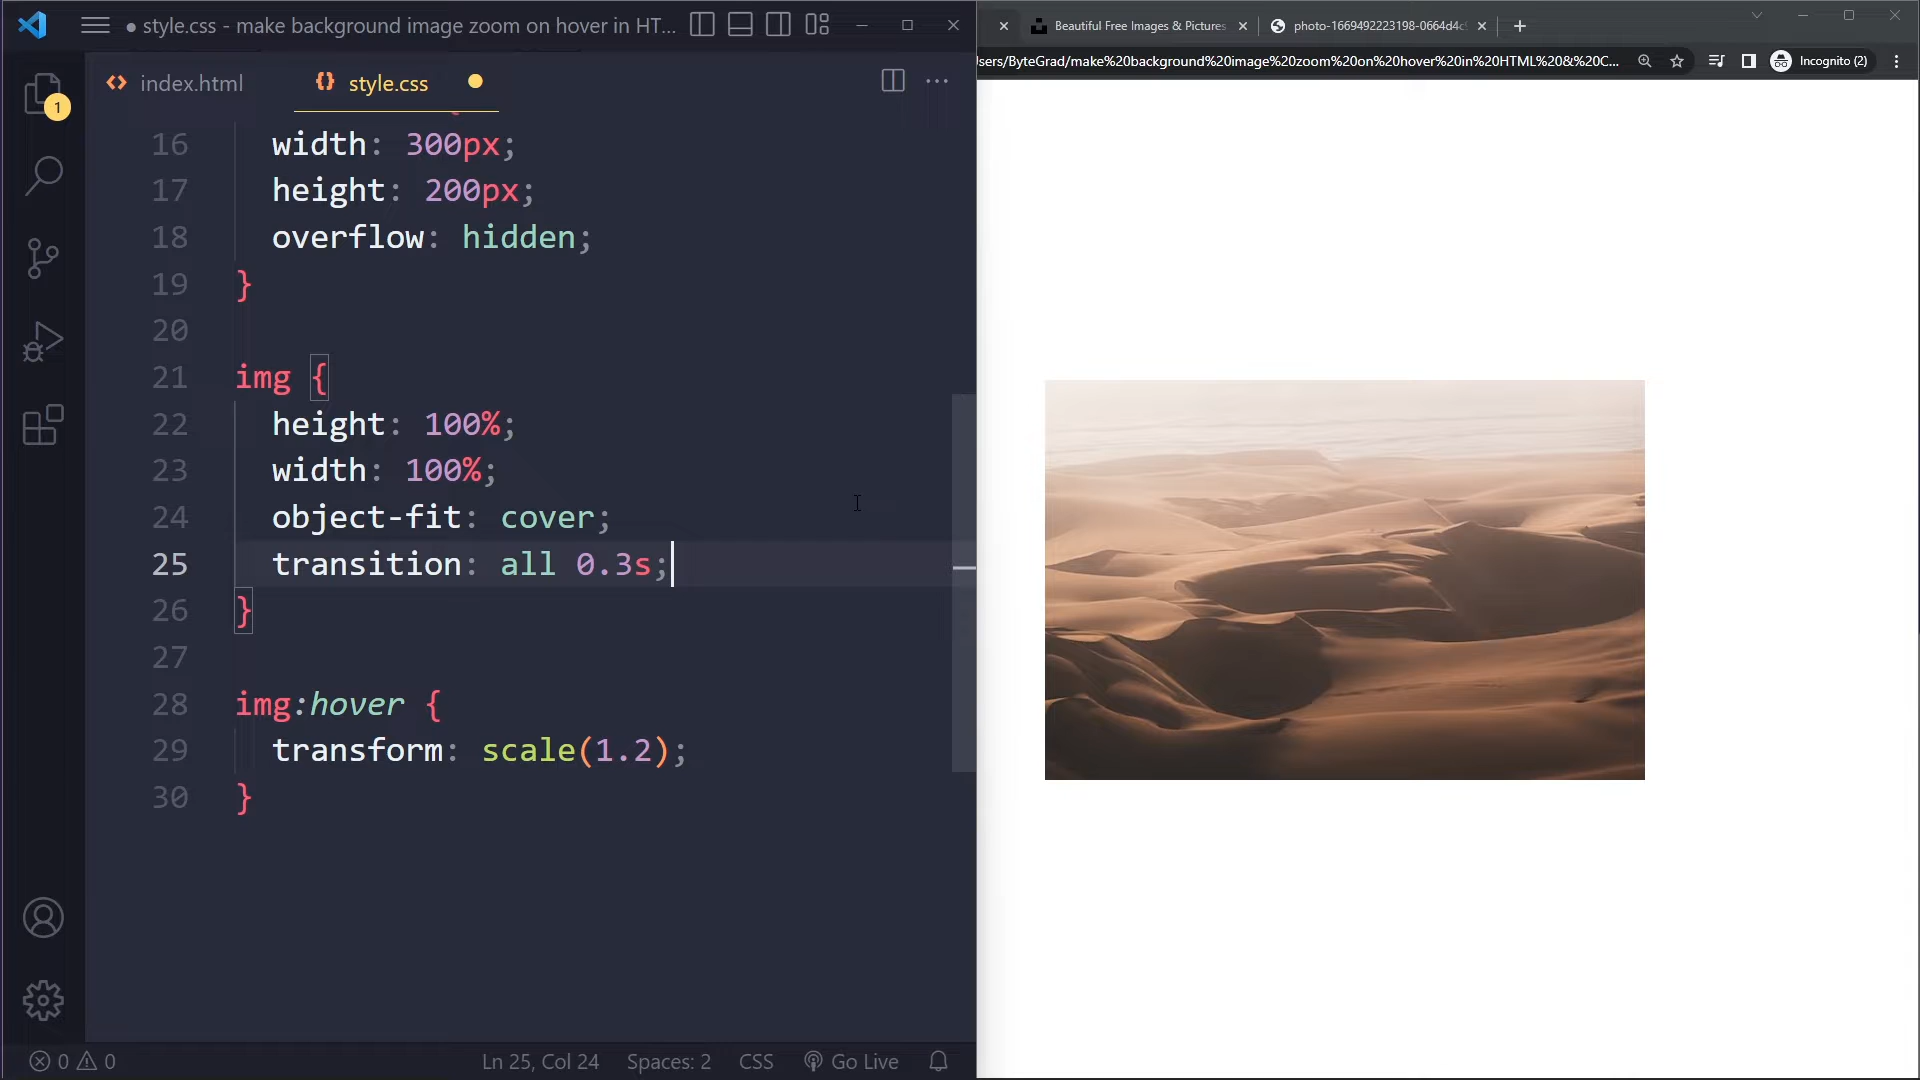 ● style.css - make background image zoom on hover in HT...
index.html
style.css
1
16 width: 300px;
17 height: 200px;
18 overflow: hidden;
19 }
20
21 img {
22 height: 100%;
23 width: 100%;
24 object-fit: cover;
25 transition: all 0.3s;
26 }
27
28 img:hover {
29 transform: scale(1.2);
30 }
0 0
Ln 25, Col 24 Spaces: 2 CSS Go Live
Beautiful Free Images & Pictures
photo-1669492223198-0664d4c
sers/ByteGrad/make%20background%20image%20zoom%20on%20hover%20in%20HTML%20&%20C...
Incognito (2)